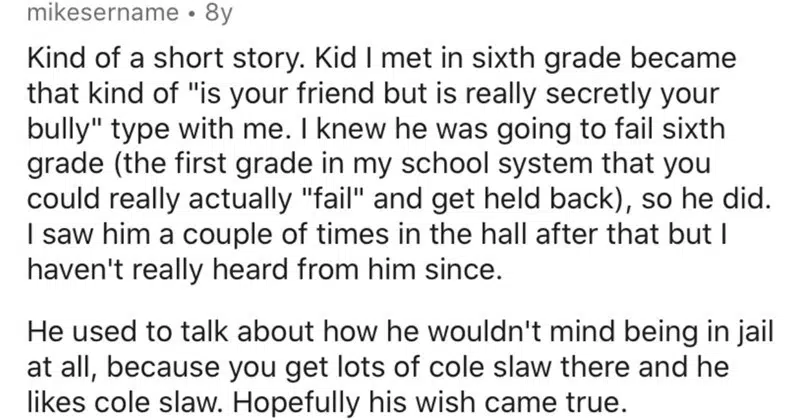 mikesername • 8y
Kind of a short story. Kid I met in sixth grade became
that kind of "is your friend but is really secretly your
bully" type with me. I knew he was going to fail sixth
grade (the first grade in my school system that you
could really actually "fail" and get held back), so he did.
I saw him a couple of times in the hall after that but I
haven't really heard from him since.
He used to talk about how he wouldn't mind being in jail
at all, because you get lots of cole slaw there and he
likes cole slaw. Hopefully his wish came true.